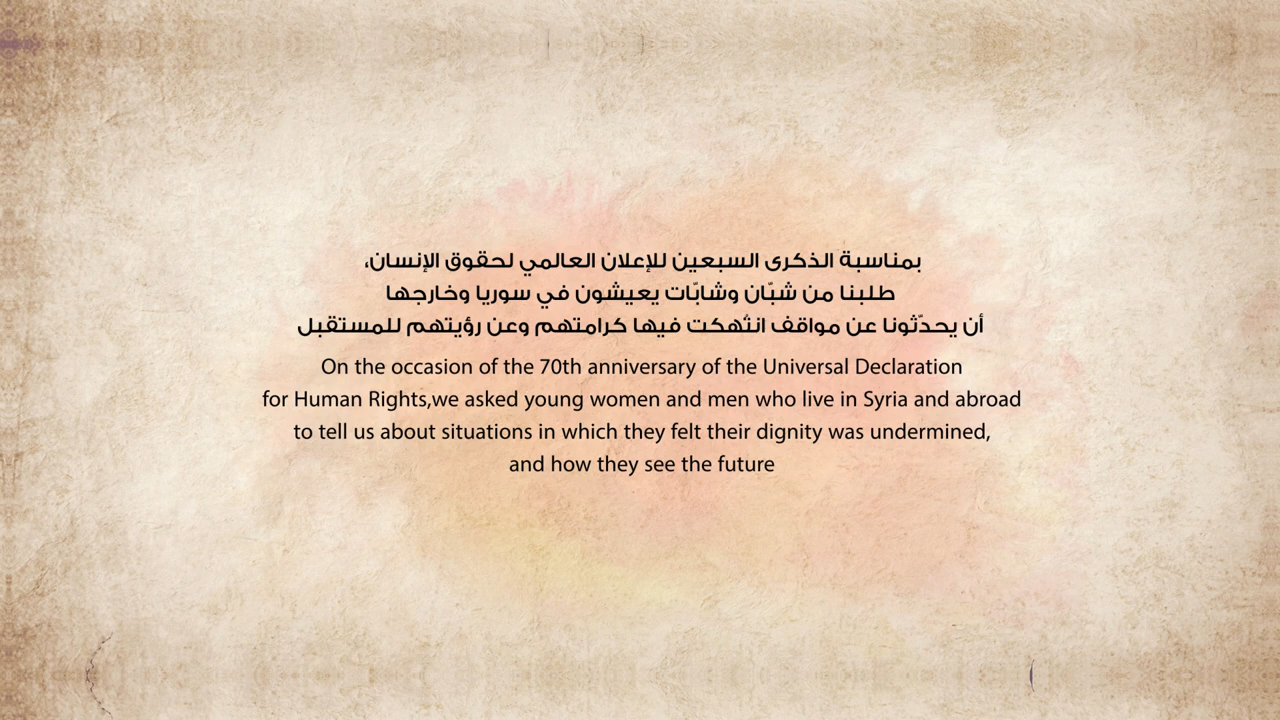 بمناسبة الذكرى السبعين للإعلان العالمي لحقوق الإنسان،
طلبنا من شبّان وشابّات يعيشون في سوريا وخارجها
أن يحدّثونا عن مواقف انتُهكت فيها كرامتهم وعن رؤيتهم للمستقبل
On the occasion of the 70th anniversary of the Universal Declaration
for Human Rights,we asked young women and men who live in Syria and abroad
to tell us about situations in which they felt their dignity was undermined,
and how they see the future